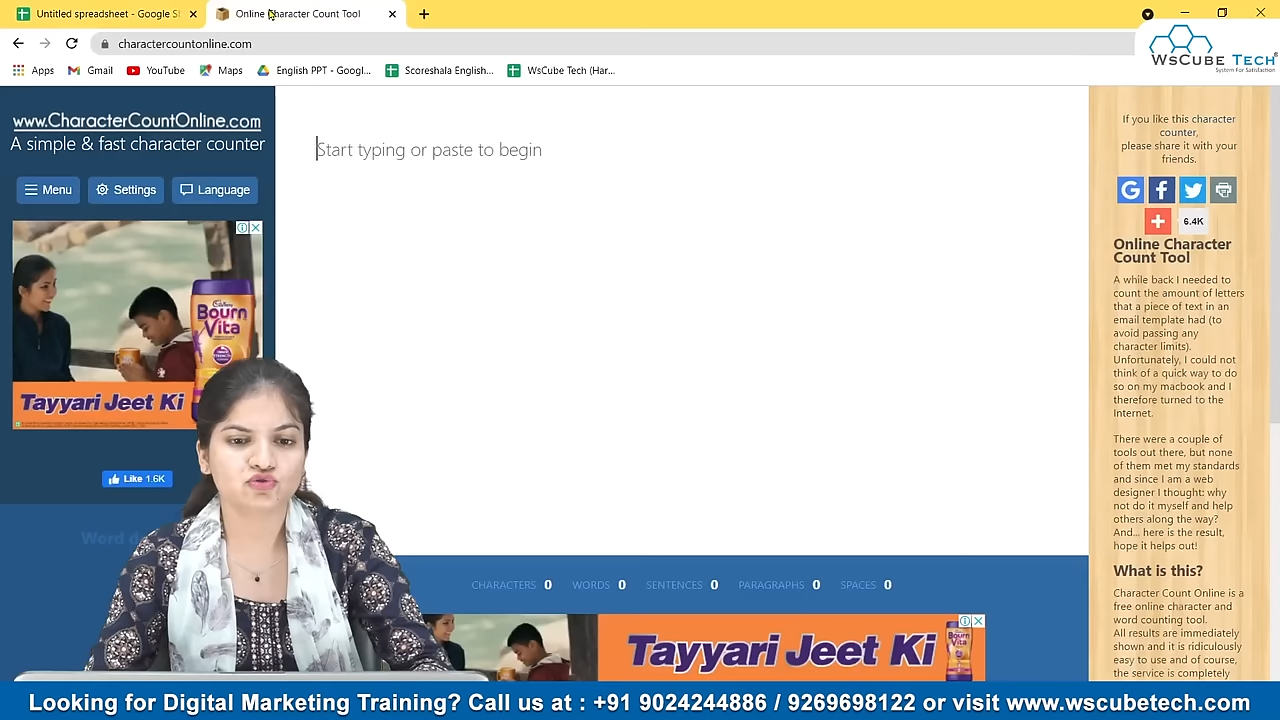 Untitled spreadsheet - Google S
Online Character Count Tool
charactercountonline.com
WsCube Tech
System For Satisfaction
Apps
Gmail
YouTube
Maps
English PPT - Googl...
Scoreshala English...
WsCube Tech (Har...
www.CharacterCountOnline.com
A simple & fast character counter
Menu
Settings
Language
Cadbury
Bourn
Vita
Tayyari Jeet Ki
Like 1.6K
Word d
Start typing or paste to begin
CHARACTERS 0
WORDS 0
SENTENCES 0
PARAGRAPHS 0
SPACES 0
Tayyari Jeet Ki
Bourn
Vita
If you like this character
counter,
please share it with your
friends.
6.4K
Online Character
Count Tool
A while back I needed to
count the amount of letters
that a piece of text in an
email template had (to
avoid passing any
character limits).
Unfortunately, I could not
think of a quick way to do
so on my macbook and I
therefore turned to the
Internet.
There were a couple of
tools out there, but none
of them met my standards
and since I am a web
designer I thought: why
not do it myself and help
others along the way?
And... here is the result,
hope it helps out!
What is this?
Character Count Online is a
free online character and
word counting tool.
All results are immediately
shown and it is ridiculously
easy to use and of course,
the service is completely
Looking for Digital Marketing Training? Call us at : +91 9024244886 / 9269698122 or visit www.wscubetech.com